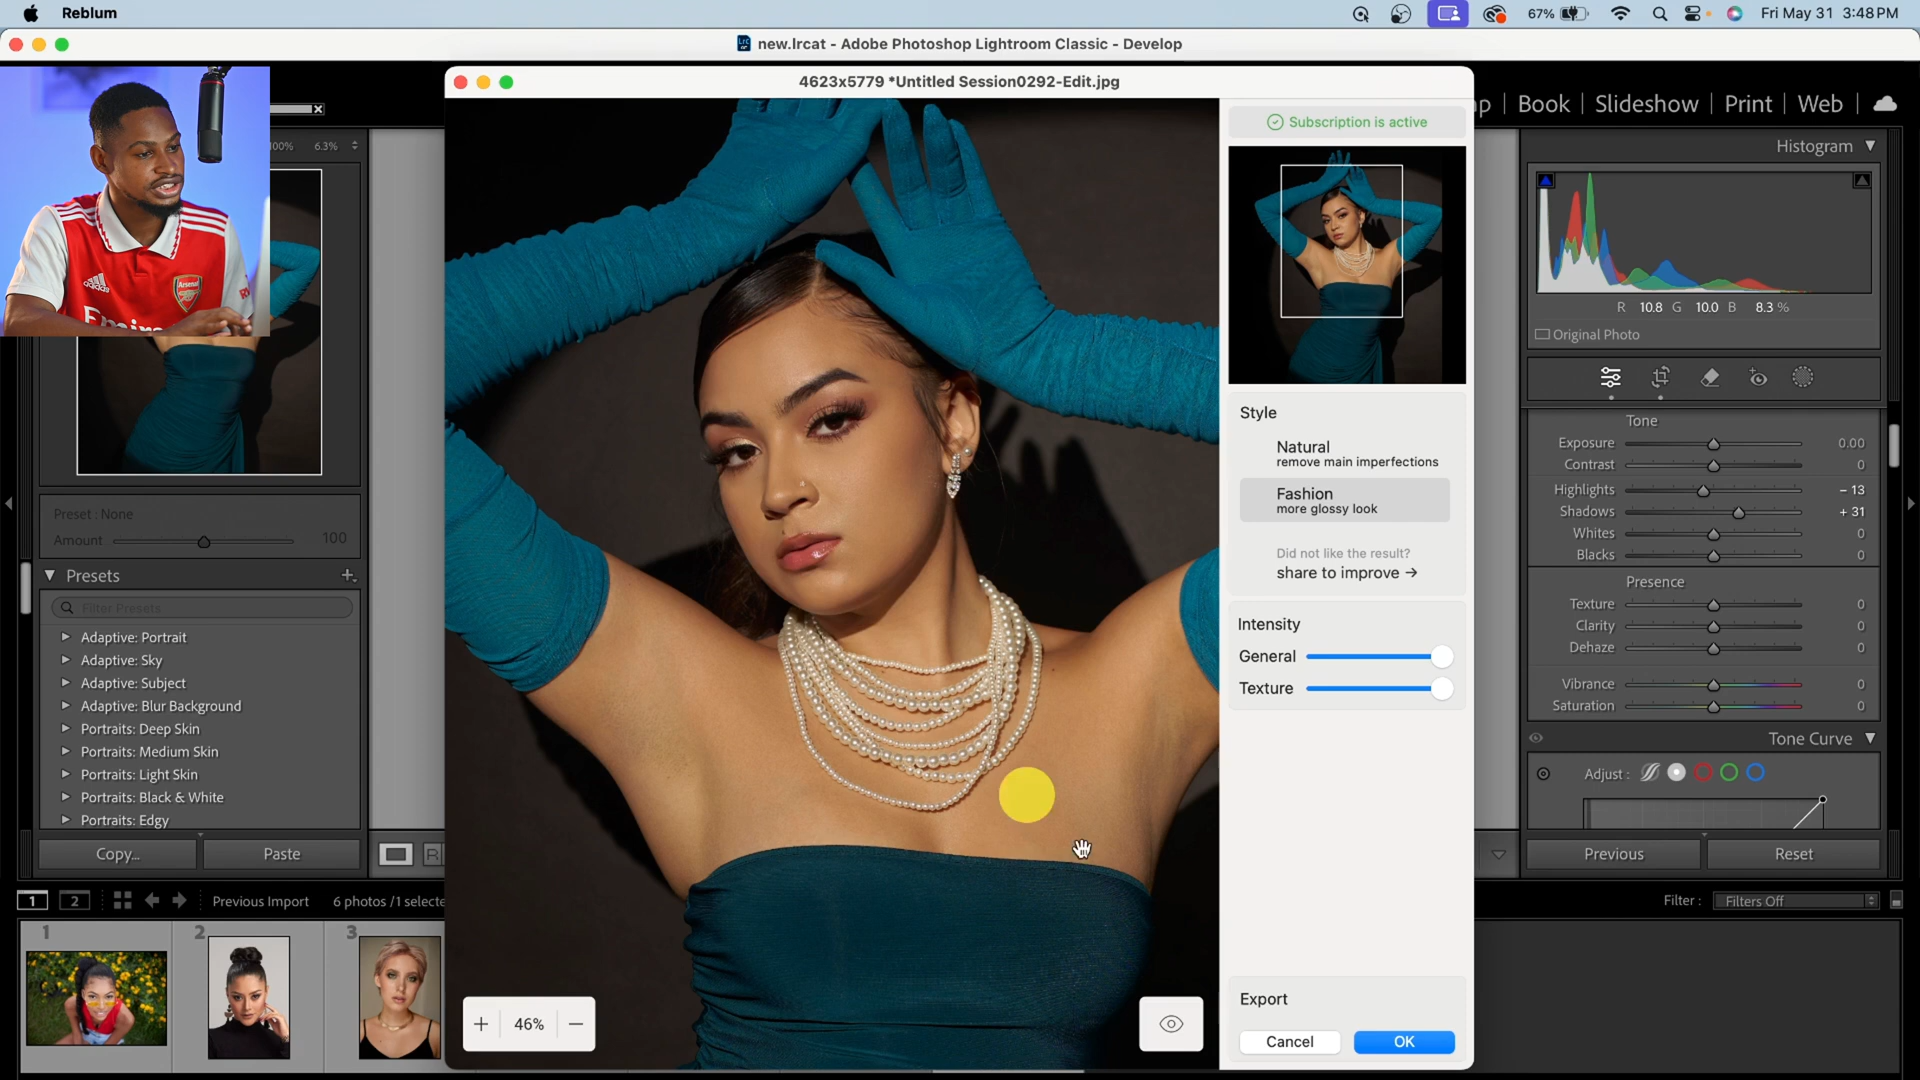 Reblum
67%
Fri May 31 3:48 PM
new.lrcat - Adobe Photoshop Lightroom Classic - Develop
4623x5779 *Untitled Session0292-Edit.jpg
Book | Slideshow | Print | Web
Subscription is active
100%
6.3%
Histogram
R 10.8 G 10.0 B 8.3 %
Original Photo
adidas
Arsenal
Preset : None
Amount 100
Presets
Filter Presets
Adaptive: Portrait
Adaptive: Sky
Adaptive: Subject
Adaptive: Blur Background
Portraits: Deep Skin
Portraits: Medium Skin
Portraits: Light Skin
Portraits: Black & White
Portraits: Edgy
Copy...
Paste
Style
Natural
remove main imperfections
Fashion
more glossy look
Did not like the result?
share to improve →
Intensity
General
Texture
Export
Cancel
OK
+ 46% −
Tone
Exposure 0.00
Contrast 0
Highlights – 13
Shadows + 31
Whites 0
Blacks 0
Presence
Texture 0
Clarity 0
Dehaze 0
Vibrance 0
Saturation 0
Tone Curve
Adjust :
Previous
Reset
1
2
Previous Import
6 photos /1 selecte
Filter : Filters Off
1
2
3